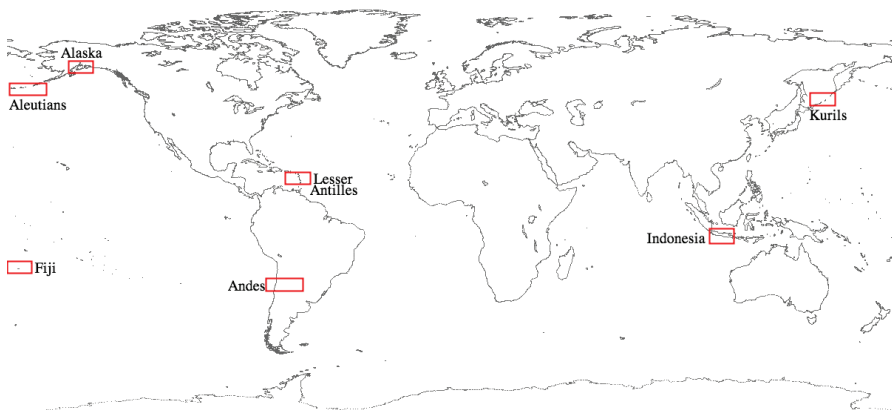 Alaska
Aleutians
Kurils
Lesser
Antilles
Indonesia
Fiji
Andes